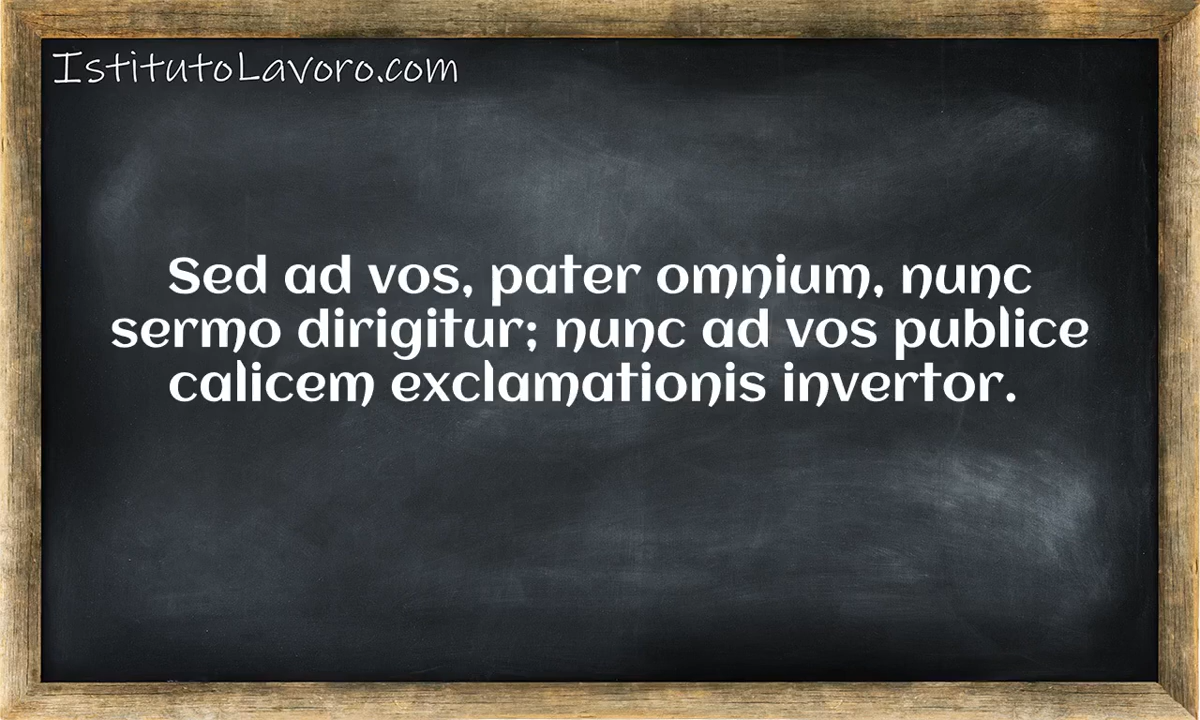 IstitutoLavoro.com
Sed ad vos, pater omnium, nunc
sermo dirigitur; nunc ad vos publice
calicem exclamationis invertor.